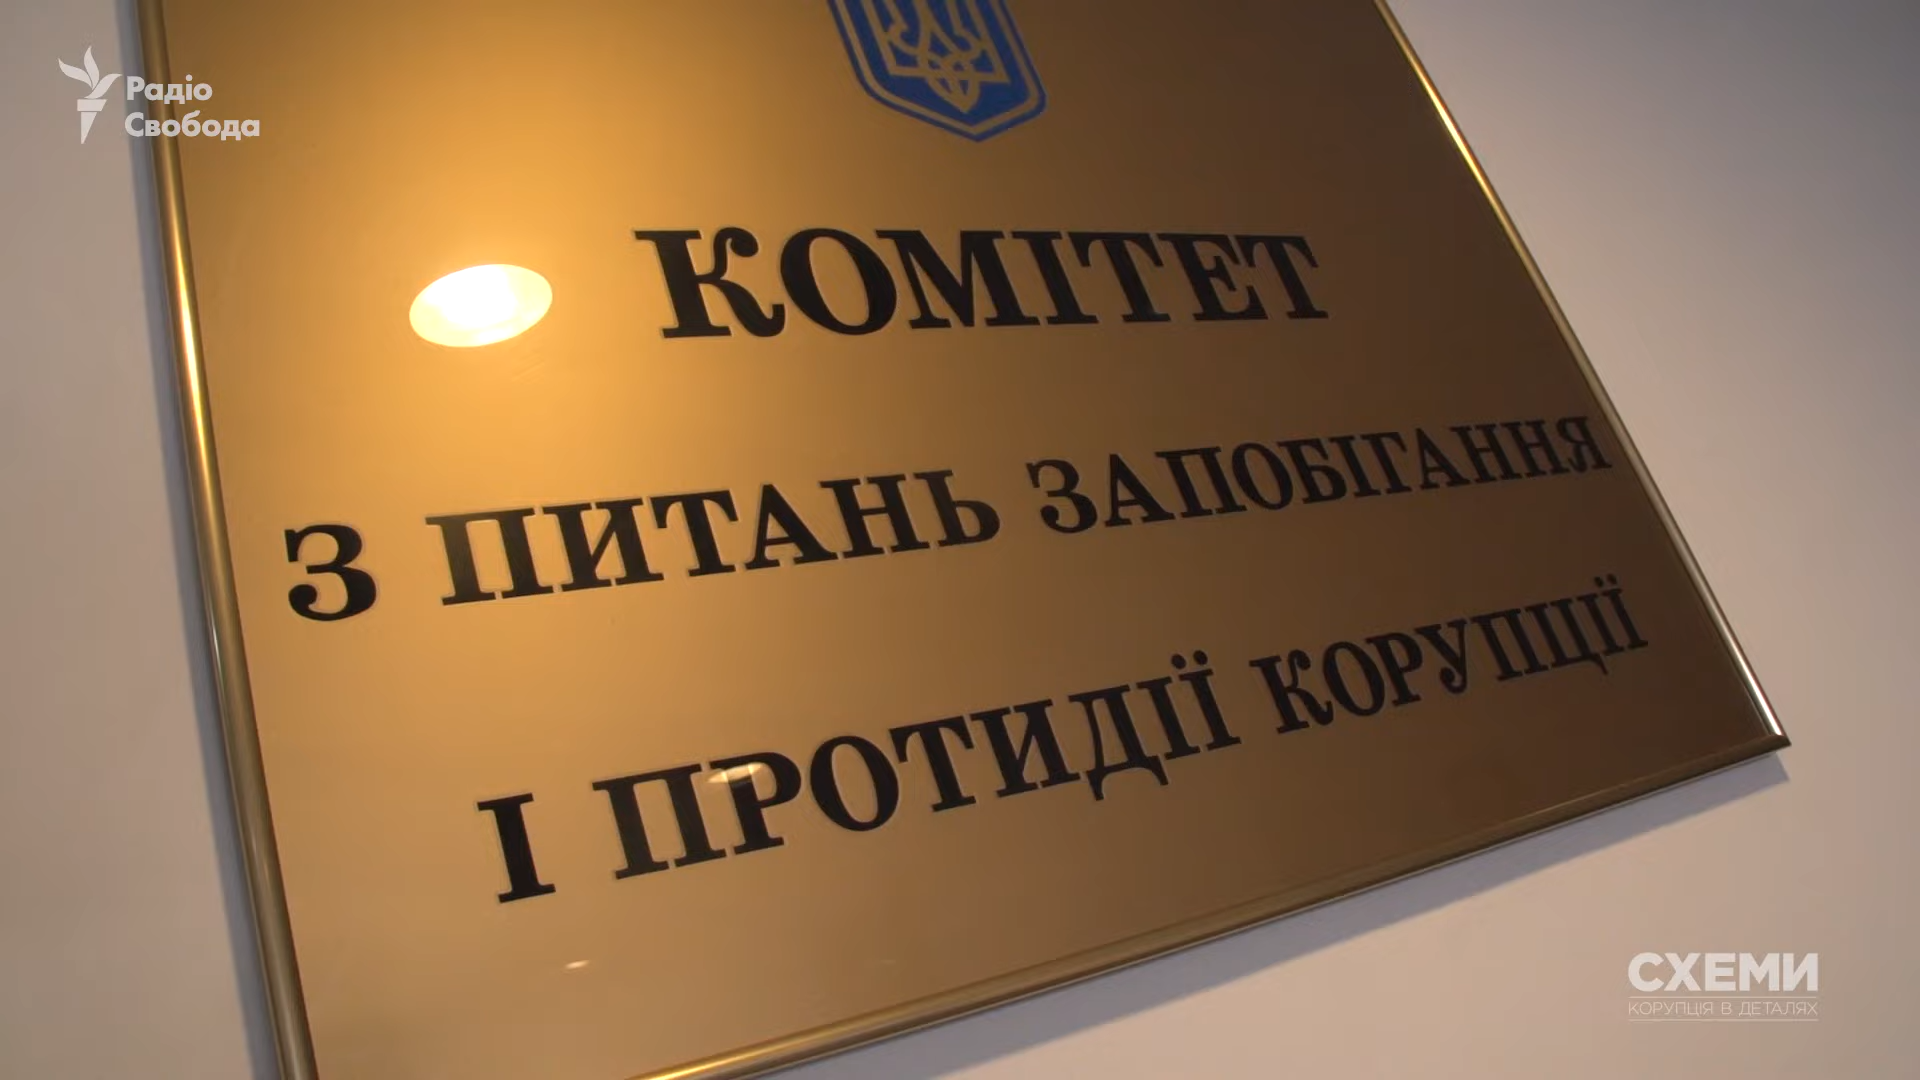 Радіо
Свобода
КОМІТЕТ
З ПИТАНЬ ЗАПОБІГАННЯ
І ПРОТИДІЇ КОРУПЦІЇ
СХЕМИ
КОРУПЦІЯ В ДЕТАЛЯХ